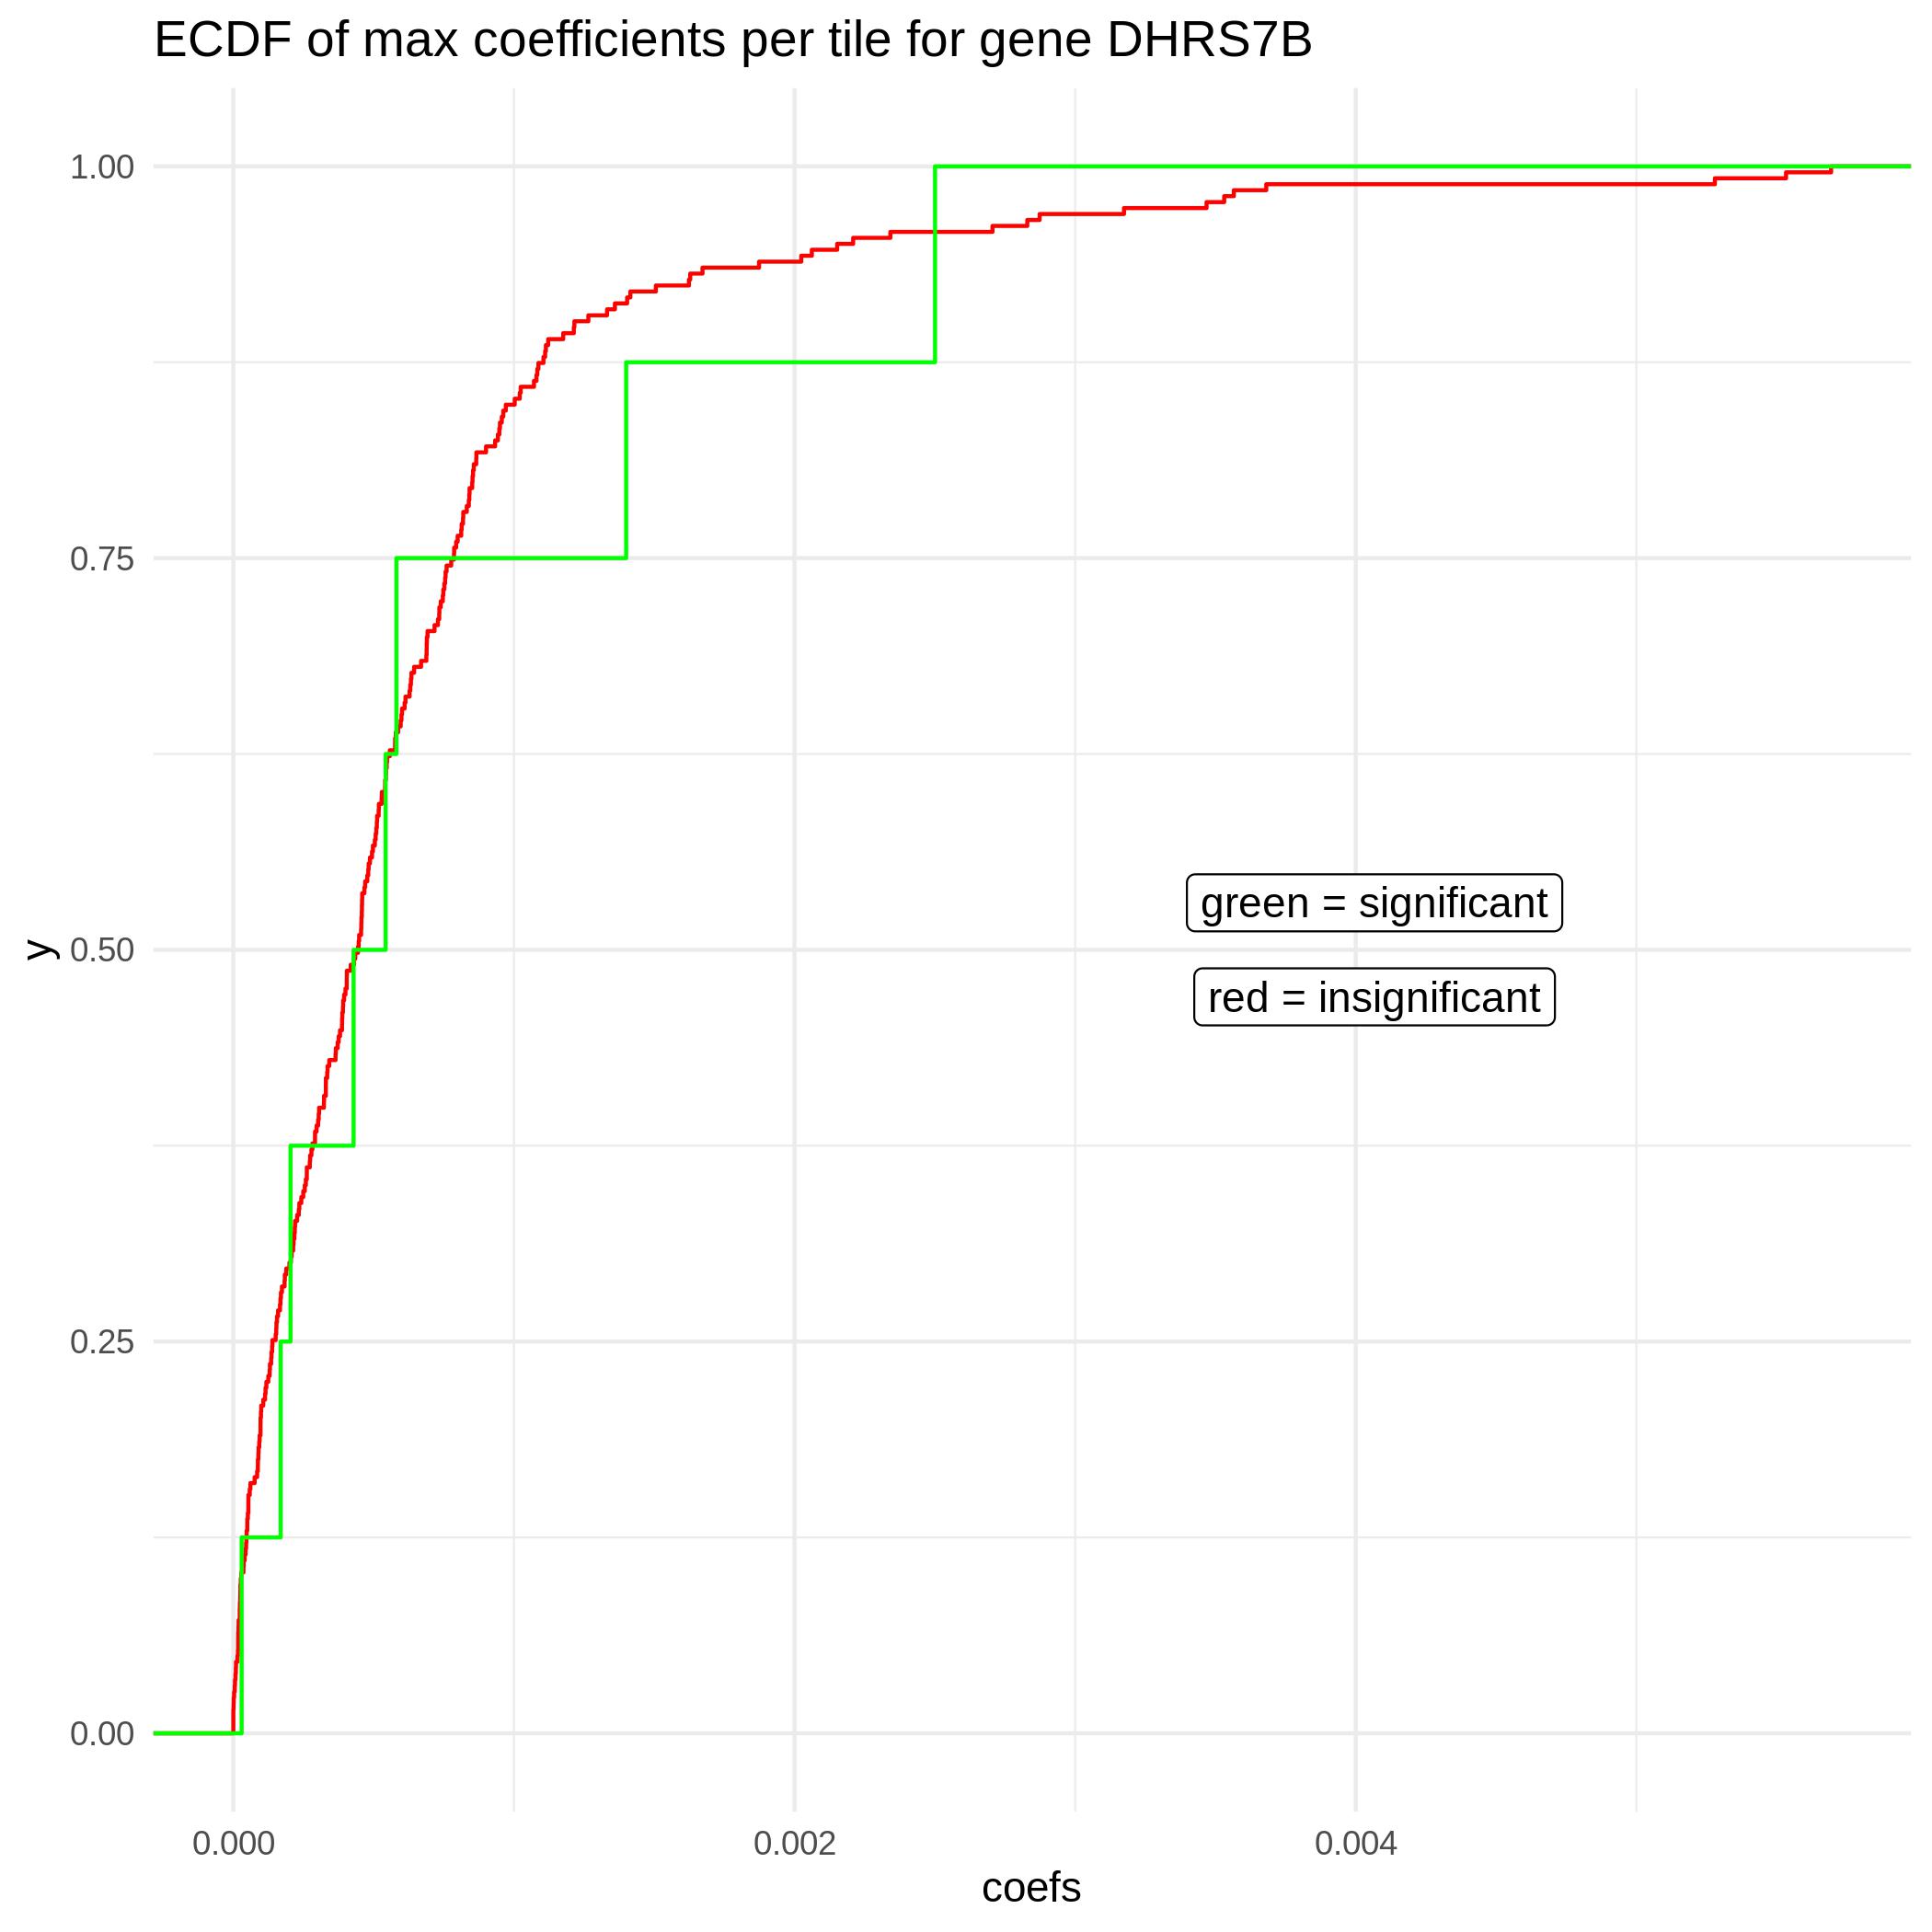 ECDF of max coefficients per tile for gene DHRS7B
1.00
0.75
0.50
0.25
0.00
y
green = significant
red = insignificant
0.000
0.002
0.004
coefs